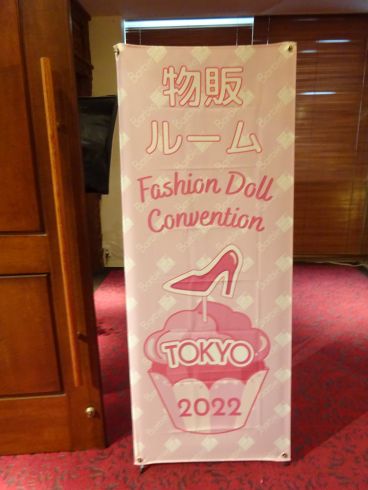 物販
ルーム
Fashion Doll
Convention
TOKYO
2022